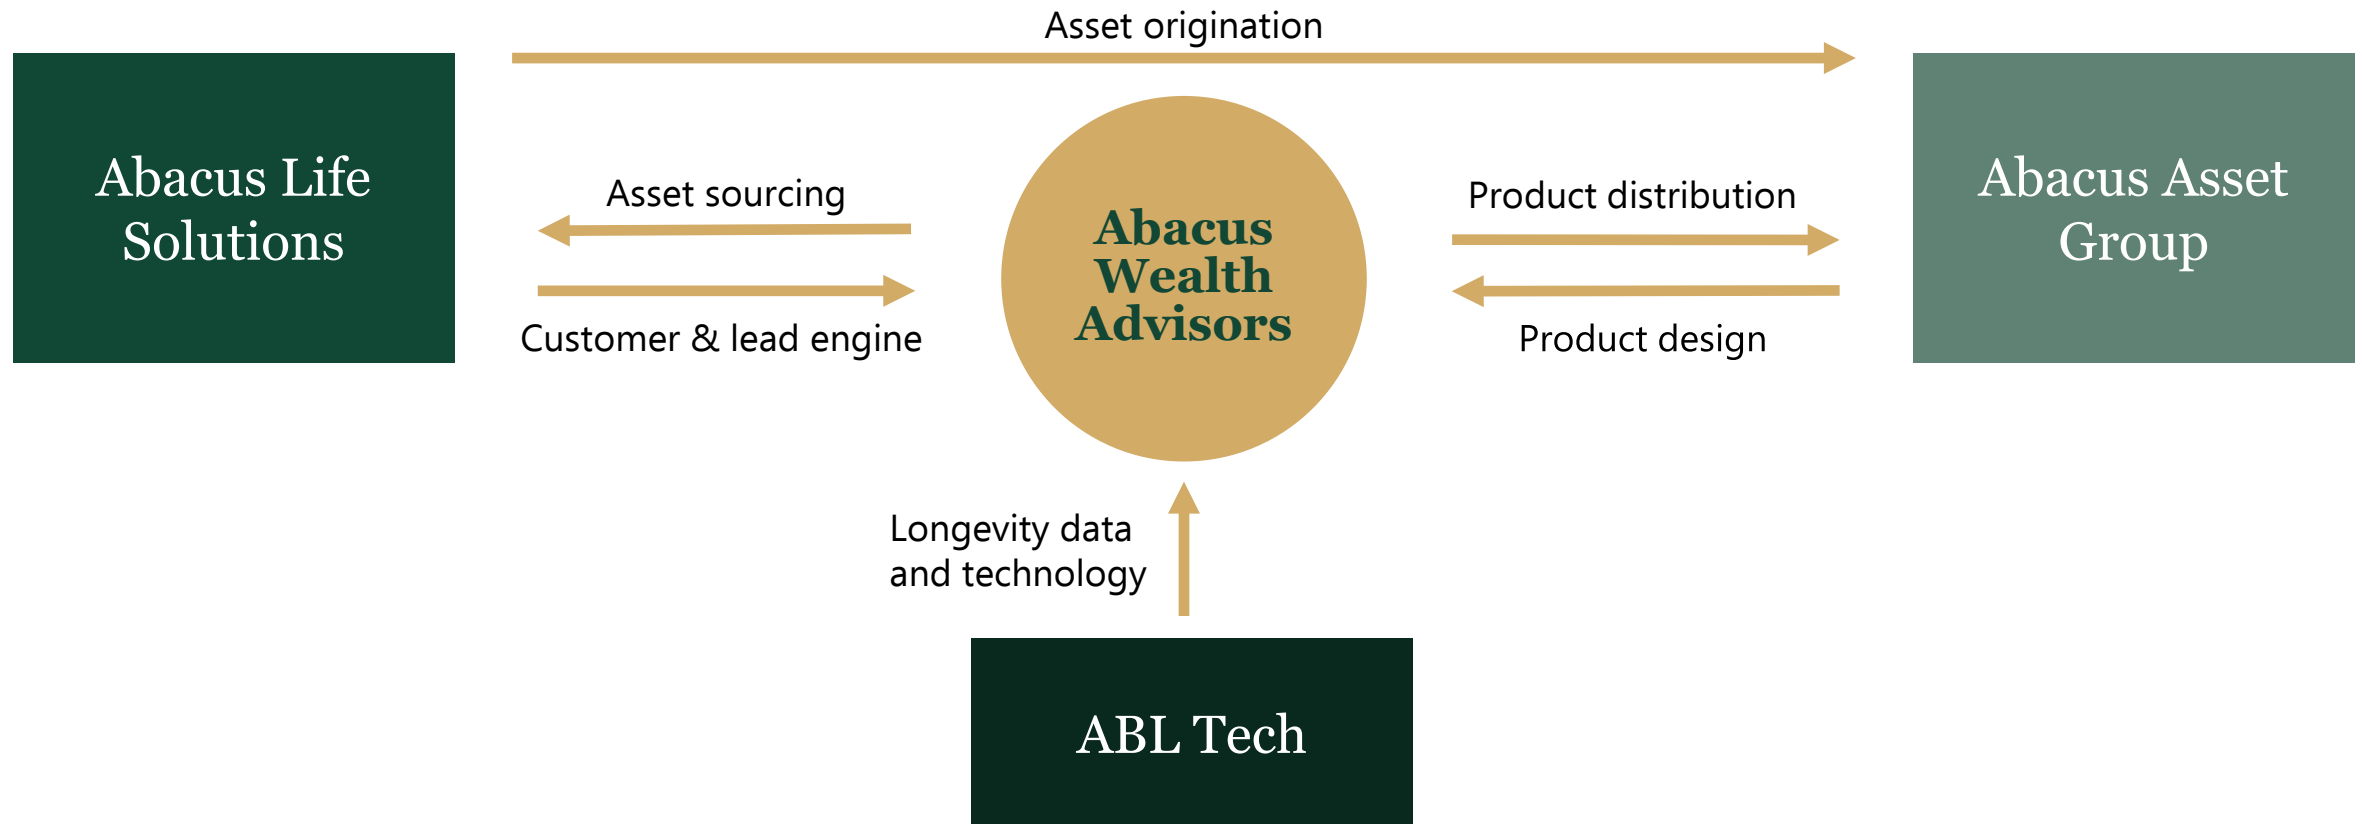 Asset origination
Abacus Life
Solutions
Asset sourcing
Customer & lead engine
Abacus
Wealth
Advisors
Product distribution
Product design
Abacus Asset
Group
Longevity data
and technology
ABL Tech